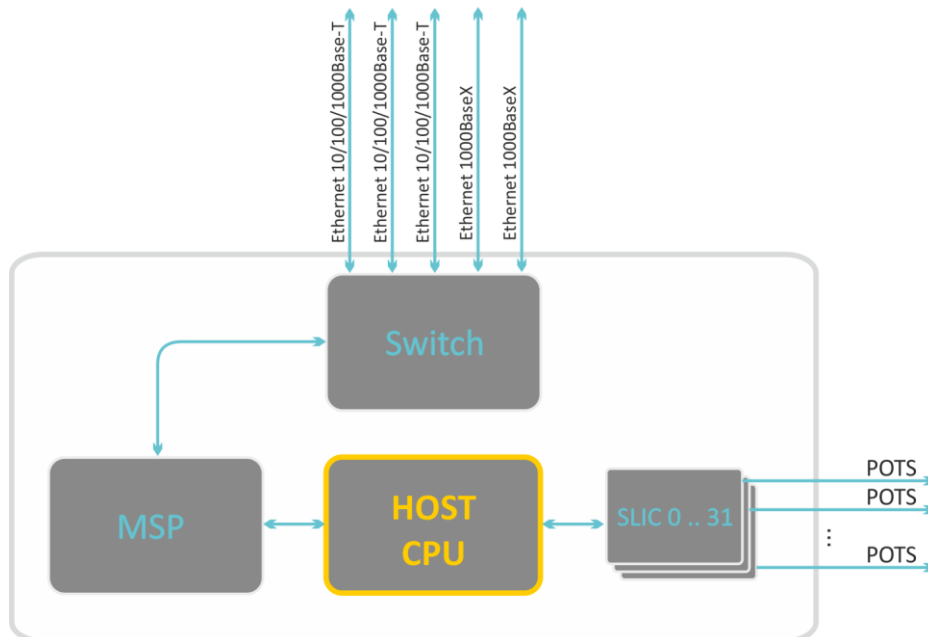 Ethernet 10/100/1000Base-T
Ethernet 10/100/1000Base-T
Ethernet 10/100/1000Base-T
Ethernet 1000BaseX
Ethernet 1000BaseX
Switch
MSP
HOST
CPU
SLIC 0 .. 31
POTS
POTS
...
POTS